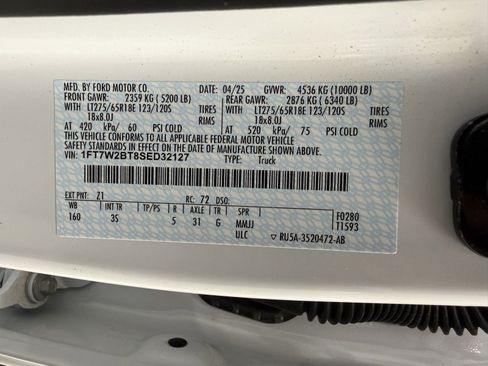 MFD. BY FORD MOTOR CO. 04/25 GVWR: 4536 KG (10000 LB)
FRONT GAWR: 2359 KG ( 5200 LB) REAR GAWR: 2876 KG ( 6340 LB)
WITH LT275/65R18E 123/120S TIRES WITH LT275/65R18E 123/120S TIRES
18x8.0J RIMS 18x8.0J RIMS
AT 420 kPa/ 60 PSI COLD AT 520 kPa/ 75 PSI COLD
THIS VEHICLE CONFORMS TO ALL APPLICABLE FEDERAL MOTOR VEHICLE
SAFETY STANDARDS IN EFFECT ON THE DATE OF MANUFACTURE SHOWN ABOVE.
VIN: 1FT7W2BT8SED32127 TYPE: Truck
EXT PNT: Z1 RC: 72 DSO:
WB INT TR TP/PS R AXLE TR SPR F0280
160 3S 5 31 G MMJJ T1593
ULC RU5A-3520472-AB